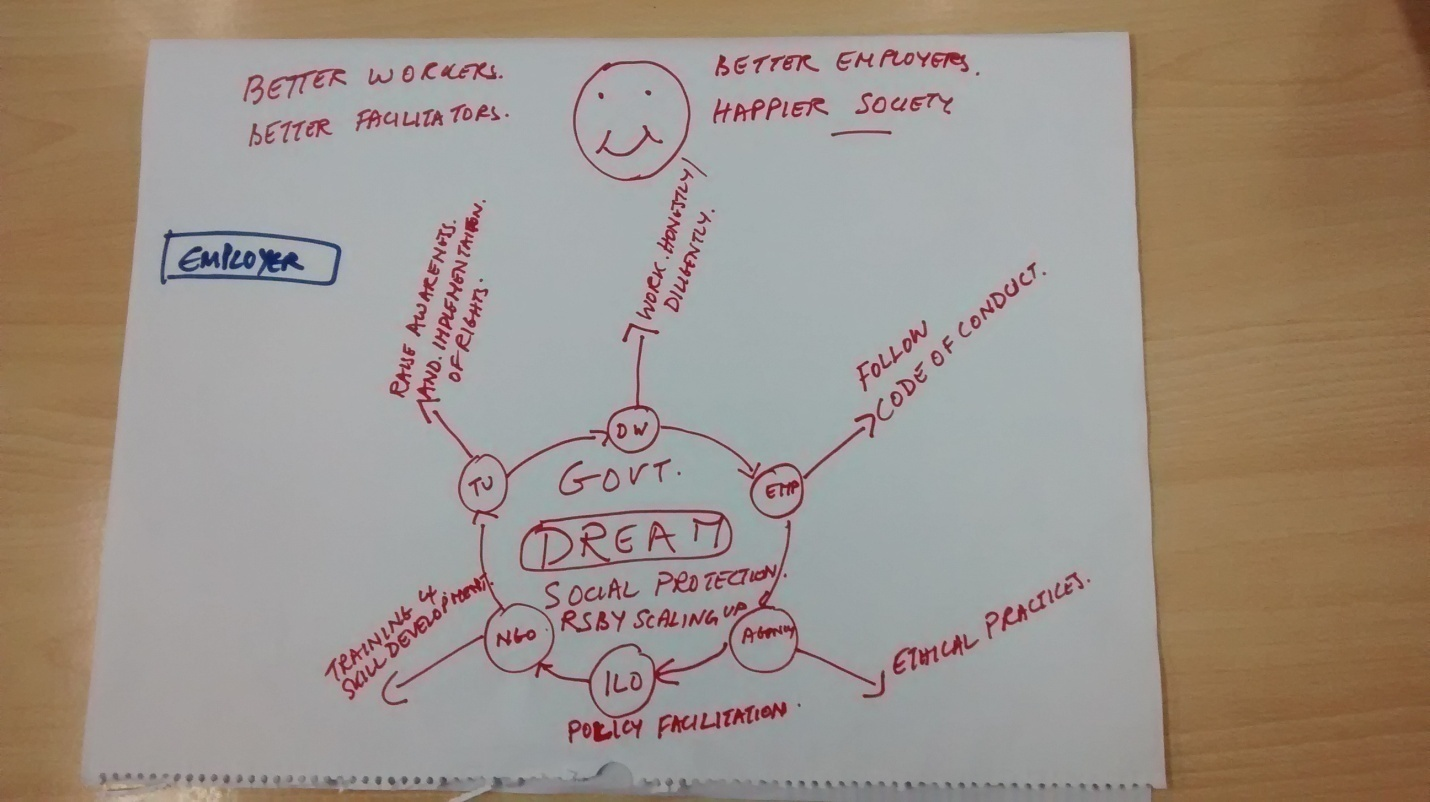 BETTER WORKERS.
BETTER FACILITATORS.
BETTER EMPLOYERS.
HAPPIER SOCIETY
EMPLOYER
RAISE AWARENESS.
AND. IMPLEMENTATION.
OF RIGHTS.
WORK. HONESTLY/
DILIGENTLY.
FOLLOW
CODE OF CONDUCT.
DW
TU
GOVT.
EMP
DREAM
SOCIAL PROTECTION.
RSBY SCALING UP
TRAINING &
SKILL DEVELOPMENT.
NGO.
AGENCY
ETHICAL PRACTICES.
ILO
POLICY FACILITATION.